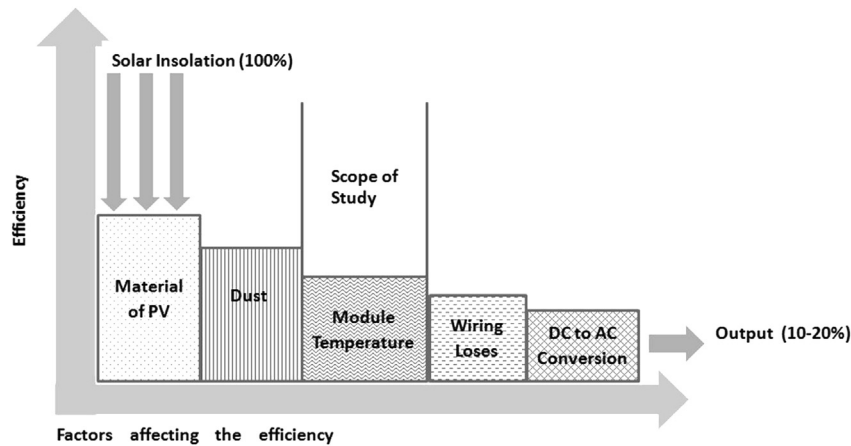 Solar Insolation (100%)
Efficiency
Scope of
Study
Material
of PV
Dust
Module
Temperature
Wiring
Loses
DC to AC
Conversion
Output (10-20%)
Factors affecting the efficiency